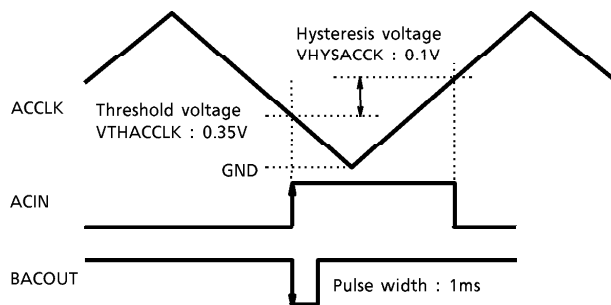 Hysteresis voltage
VHYSACCK : 0.1V
ACCLK
Threshold voltage
VTHACCLK : 0.35V
GND
ACIN
BACOUT
Pulse width : 1ms